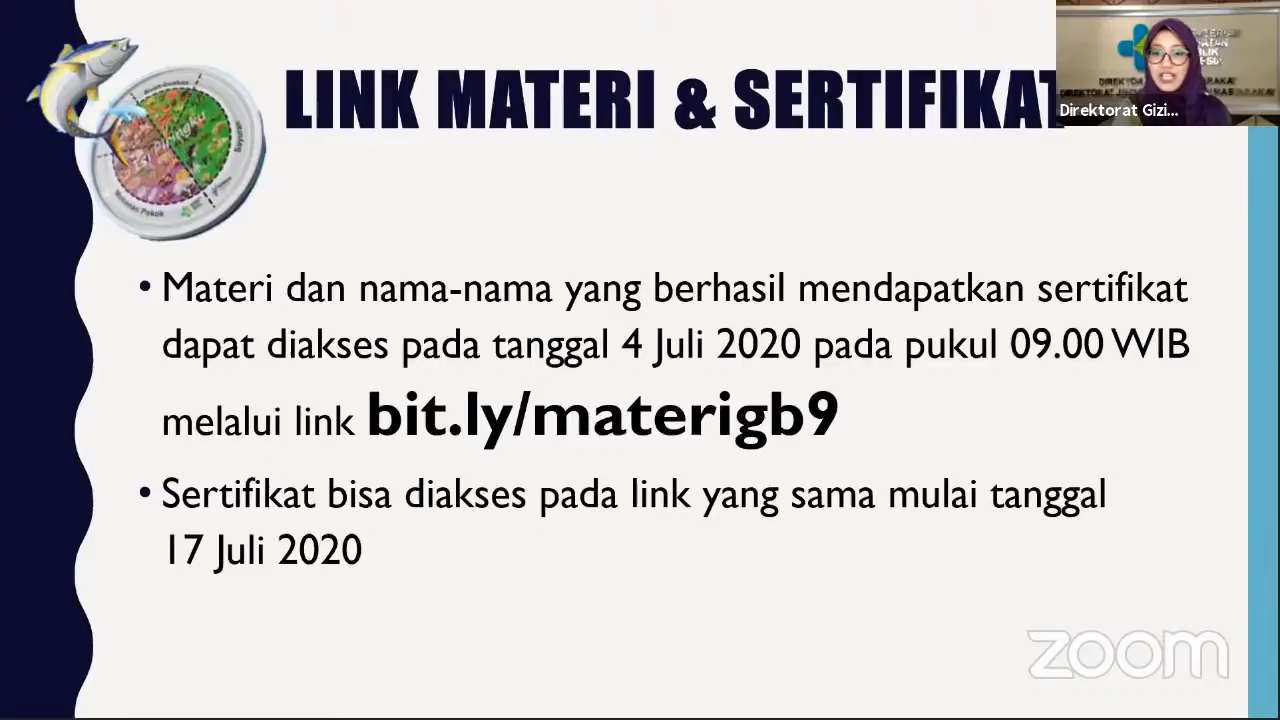 LINK MATERI & SERTIFIKAT
Direktorat Gizi...
Makanan Pokok
• Materi dan nama-nama yang berhasil mendapatkan sertifikat
dapat diakses pada tanggal 4 Juli 2020 pada pukul 09.00 WIB
melalui link bit.ly/materigb9
• Sertifikat bisa diakses pada link yang sama mulai tanggal
17 Juli 2020
zoom